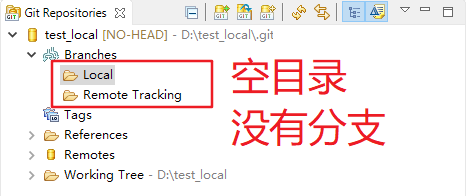 Git Repositories
test_local [NO-HEAD] - D:\test_local\.git
Branches
Local
Remote Tracking
Tags
References
Remotes
Working Tree - D:\test_local
空目录
没有分支